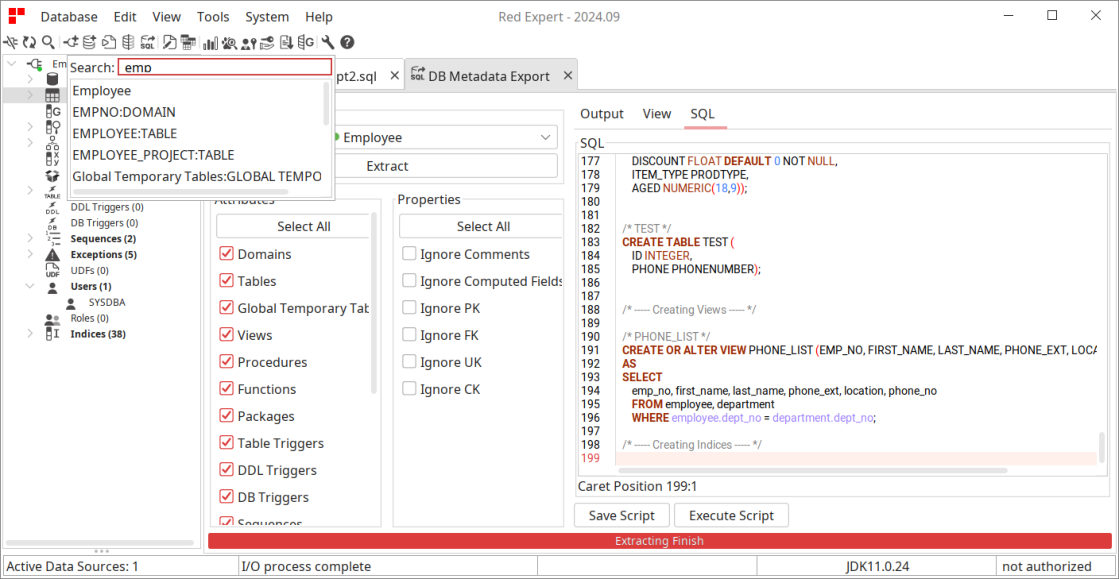 Database Edit View Tools System Help
Red Expert - 2024.09
Em
Search: emp
Employee
EMPNO:DOMAIN
EMPLOYEE:TABLE
EMPLOYEE_PROJECT:TABLE
Global Temporary Tables:GLOBAL TEMPO
DDL Triggers (0)
DB Triggers (0)
Sequences (2)
Exceptions (5)
UDFs (0)
Users (1)
SYSDBA
Roles (0)
Indices (38)
pt2.sql
DB Metadata Export
Employee
Extract
Attributes
Select All
Domains
Tables
Global Temporary Tab
Views
Procedures
Functions
Packages
Table Triggers
DDL Triggers
DB Triggers
Sequences
Properties
Select All
Ignore Comments
Ignore Computed Fields
Ignore PK
Ignore FK
Ignore UK
Ignore CK
Output View SQL
SQL
177 DISCOUNT FLOAT DEFAULT 0 NOT NULL,
178 ITEM_TYPE PRODTYPE,
179 AGED NUMERIC(18,9));
180
181
182 /* TEST */
183 CREATE TABLE TEST (
184 ID INTEGER,
185 PHONE PHONENUMBER);
186
187
188 /* ----- Creating Views ----- */
189
190 /* PHONE_LIST */
191 CREATE OR ALTER VIEW PHONE_LIST (EMP_NO, FIRST_NAME, LAST_NAME, PHONE_EXT, LOCA
192 AS
193 SELECT
194 emp_no, first_name, last_name, phone_ext, location, phone_no
195 FROM employee, department
196 WHERE employee.dept_no = department.dept_no;
197
198 /* ----- Creating Indices ----- */
199
Caret Position 199:1
Save Script Execute Script
Extracting Finish
Active Data Sources: 1
I/O process complete
JDK11.0.24
not authorized